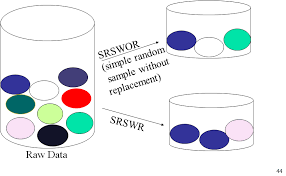 SRSWOR
(simple random
sample without
replacement)
SRSWR
Raw Data
44